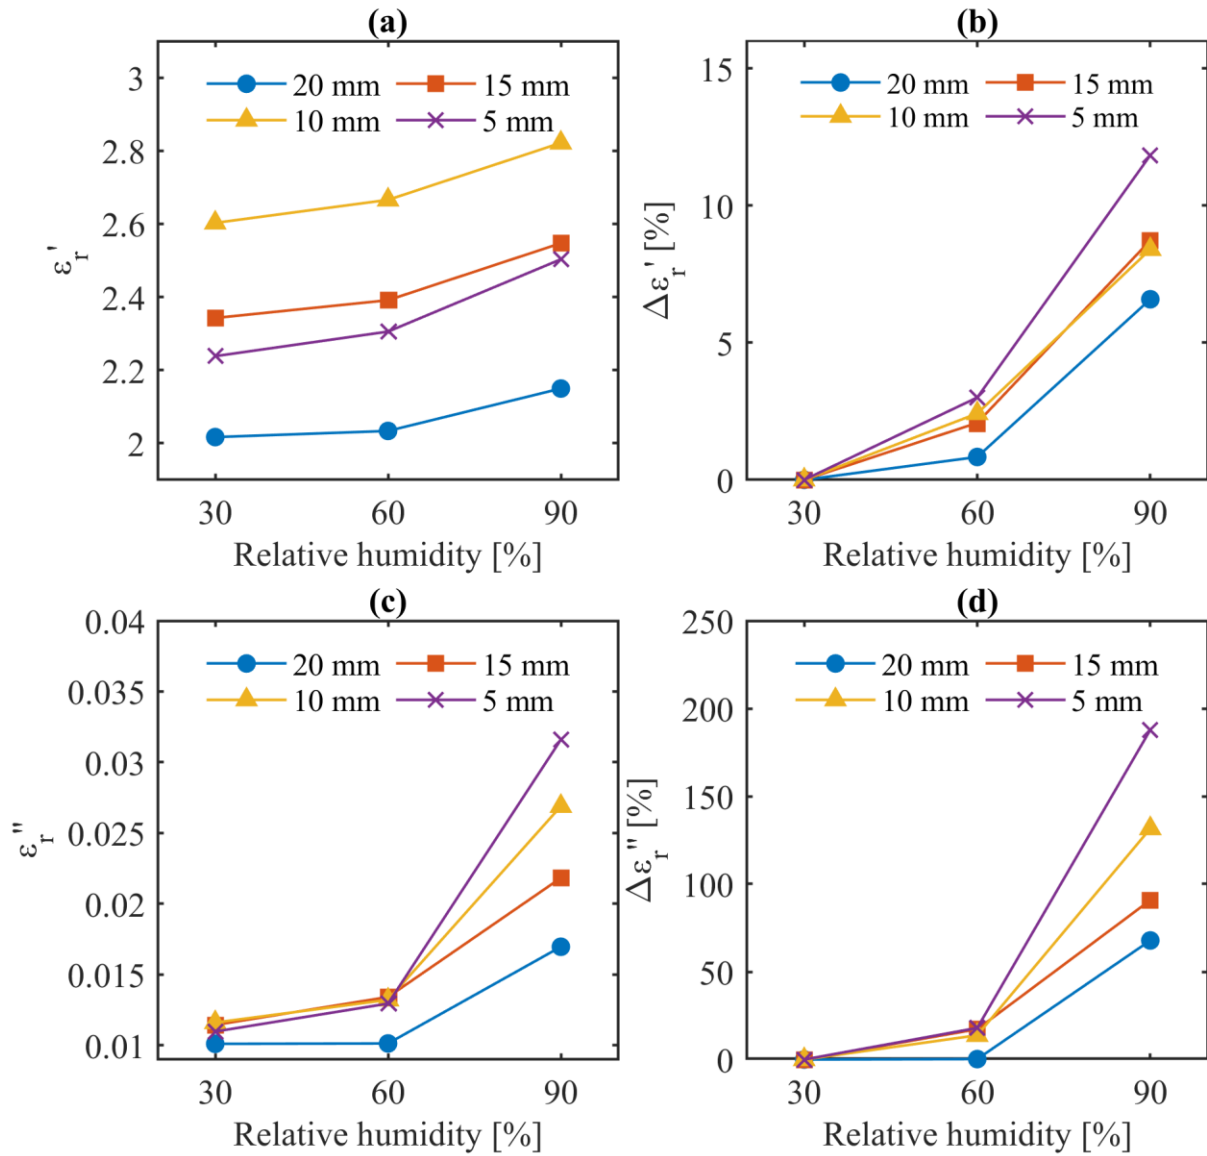 (a)
3
2.8
2.6
2.4
2.2
2
εr'
20 mm
15 mm
10 mm
5 mm
30
60
90
Relative humidity [%]
(b)
15
10
5
0
Δεr' [%]
20 mm
15 mm
10 mm
5 mm
30
60
90
Relative humidity [%]
(c)
0.04
0.035
0.03
0.025
0.02
0.015
0.01
εr"
20 mm
15 mm
10 mm
5 mm
30
60
90
Relative humidity [%]
(d)
250
200
150
100
50
0
Δεr" [%]
20 mm
15 mm
10 mm
5 mm
30
60
90
Relative humidity [%]